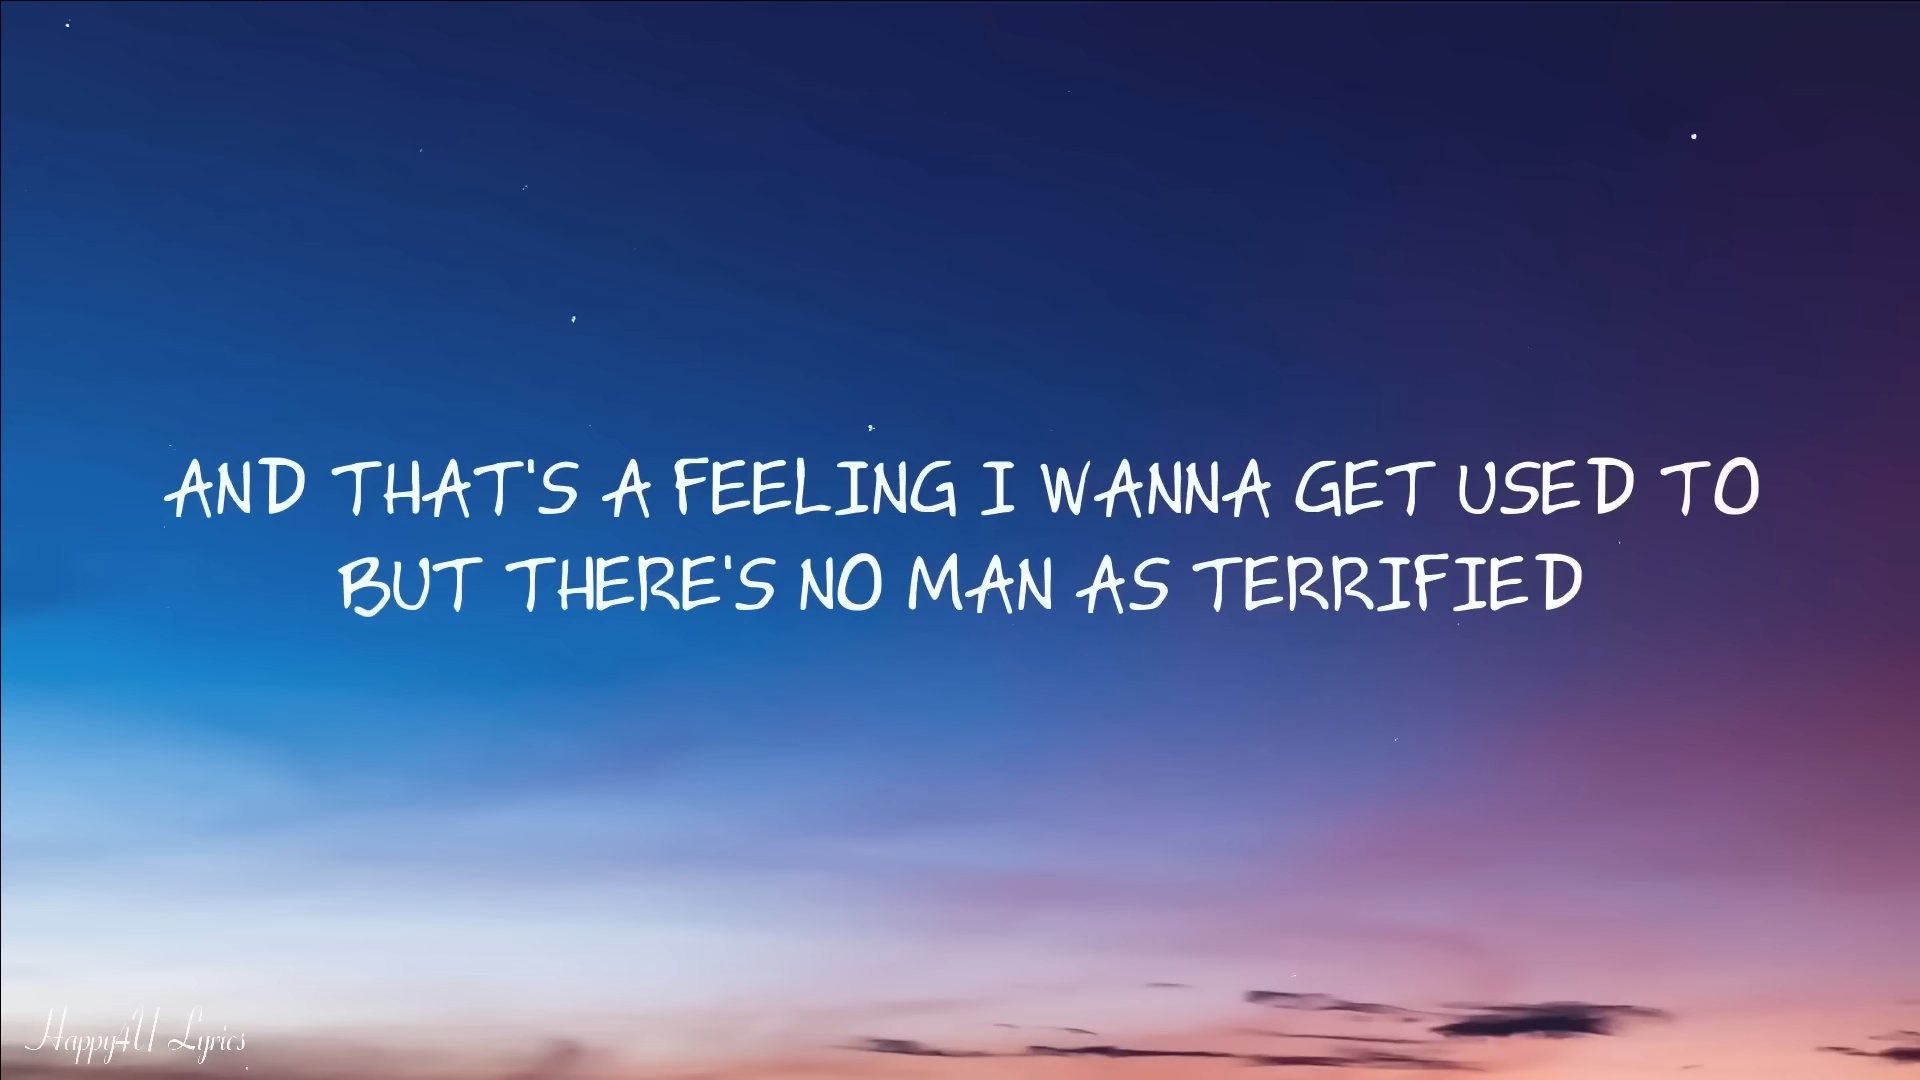 AND THAT'S A FEELING I WANNA GET USED TO
BUT THERE'S NO MAN AS TERRIFIED
Happy4U Lyrics